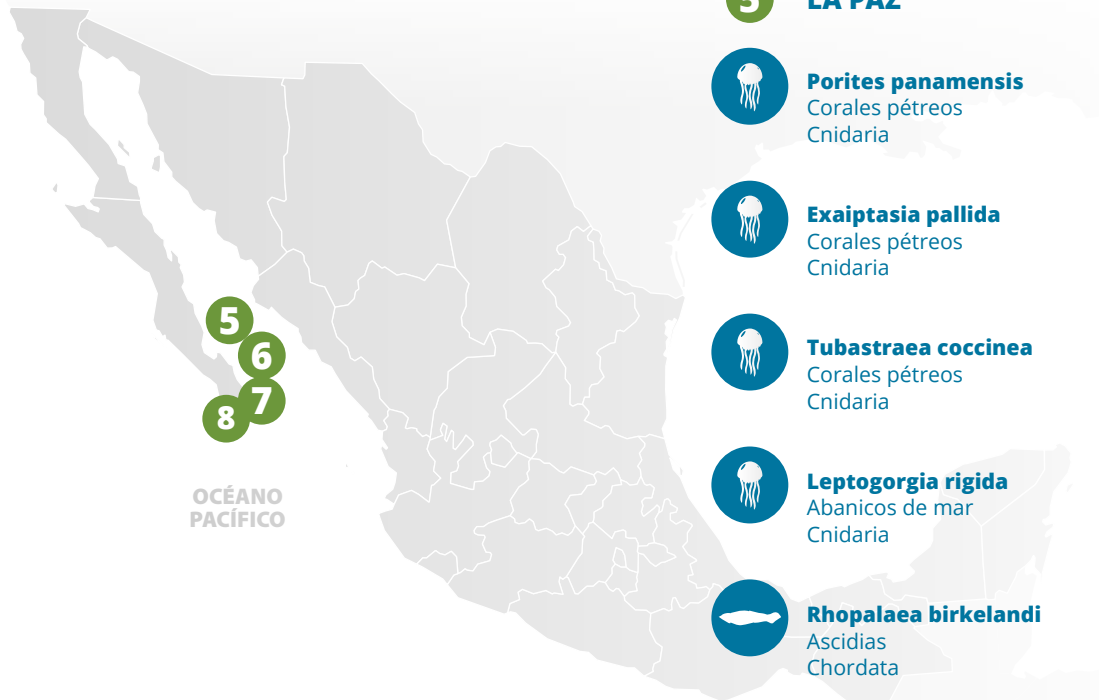 5 LA PAZ
Porites panamensis
Corales pétreos
Cnidaria
Exaiptasia pallida
Corales pétreos
Cnidaria
Tubastraea coccinea
Corales pétreos
Cnidaria
Leptogorgia rigida
Abanicos de mar
Cnidaria
Rhopalaea birkelandi
Ascidias
Chordata
5
6
7
8
OCÉANO
PACÍFICO